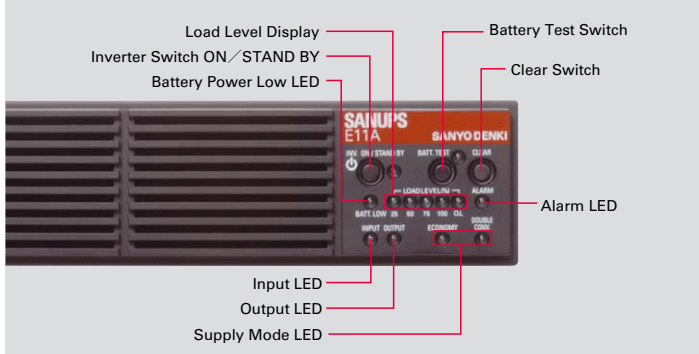 Load Level Display
Battery Test Switch
Inverter Switch ON／STAND BY
Clear Switch
Battery Power Low LED
SANUPS
E11A
SANYO DENKI
INV. ON / STAND BY
BATT. TEST
CLEAR
LOAD LEVEL(%)
ALARM
BATT. LOW
25 50 75 100 O.L
Alarm LED
INPUT OUTPUT
ECONOMY
DOUBLE
CONV.
Input LED
Output LED
Supply Mode LED